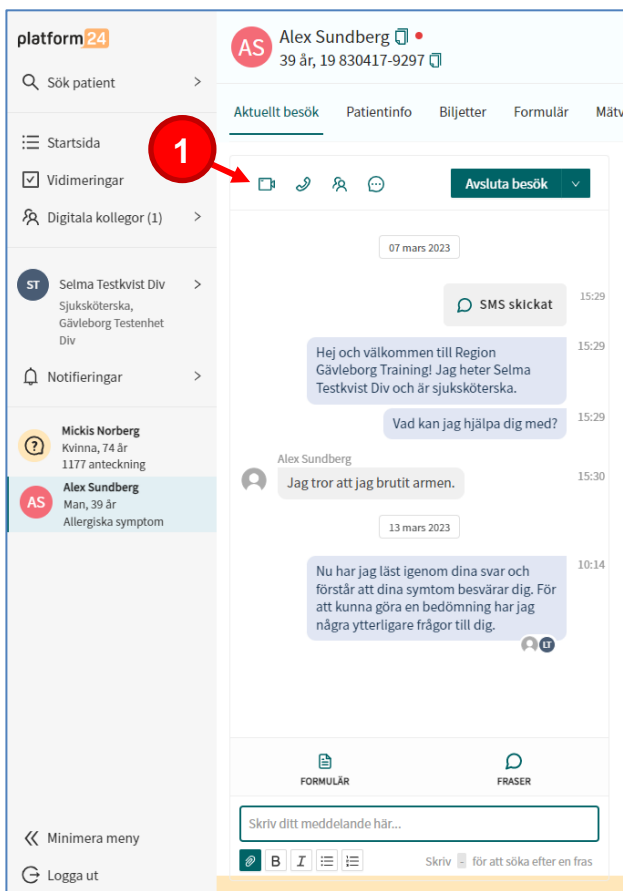 platform24
Sök patient
Startsida
Vidimeringar
Digitala kollegor (1)
ST
Selma Testkvist Div
Sjuksköterska,
Gävleborg Testenhet
Div
Notifieringar
Mickis Norberg
Kvinna, 74 år
1177 anteckning
AS
Alex Sundberg
Man, 39 år
Allergiska symptom
Minimera meny
Logga ut
AS
Alex Sundberg
39 år, 19 830417-9297
Aktuellt besök Patientinfo Biljetter Formulär Mätv
1
Avsluta besök
07 mars 2023
SMS skickat 15:29
Hej och välkommen till Region 15:29
Gävleborg Training! Jag heter Selma
Testkvist Div och är sjuksköterska.
Vad kan jag hjälpa dig med? 15:29
Alex Sundberg
Jag tror att jag brutit armen. 15:30
13 mars 2023
Nu har jag läst igenom dina svar och 10:14
förstår att dina symtom besvärar dig. För
att kunna göra en bedömning har jag
några ytterligare frågor till dig.
LT
FORMULÄR FRASER
Skriv ditt meddelande här...
B I Skriv - för att söka efter en fras